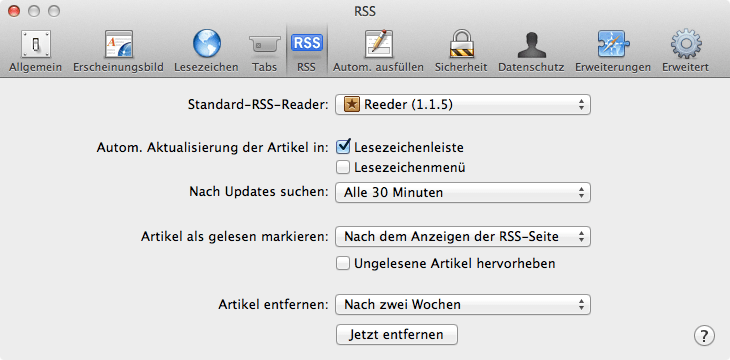 RSS
RSS
Allgemein Erscheinungsbild Lesezeichen Tabs RSS Autom. ausfüllen Sicherheit Datenschutz Erweiterungen Erweitert
Standard-RSS-Reader: Reeder (1.1.5)
Autom. Aktualisierung der Artikel in: Lesezeichenleiste
Lesezeichenmenü
Nach Updates suchen: Alle 30 Minuten
Artikel als gelesen markieren: Nach dem Anzeigen der RSS-Seite
Ungelesene Artikel hervorheben
Artikel entfernen: Nach zwei Wochen
Jetzt entfernen
?